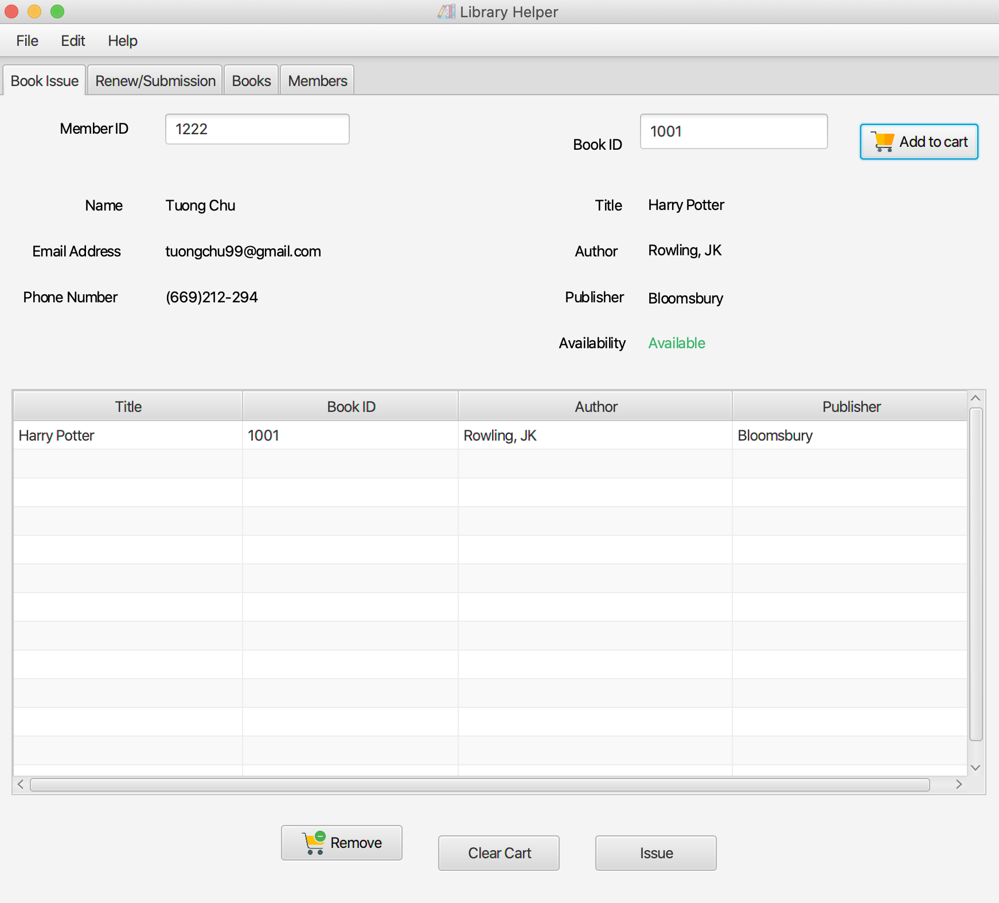 Library Helper
File Edit Help
Book Issue Renew/Submission Books Members
Member ID 1222 Book ID 1001 Add to cart
Name Tuong Chu Title Harry Potter
Email Address tuongchu99@gmail.com Author Rowling, JK
Phone Number (669)212-294 Publisher Bloomsbury
Availability Available
Title Book ID Author Publisher
Harry Potter 1001 Rowling, JK Bloomsbury
Remove Clear Cart Issue